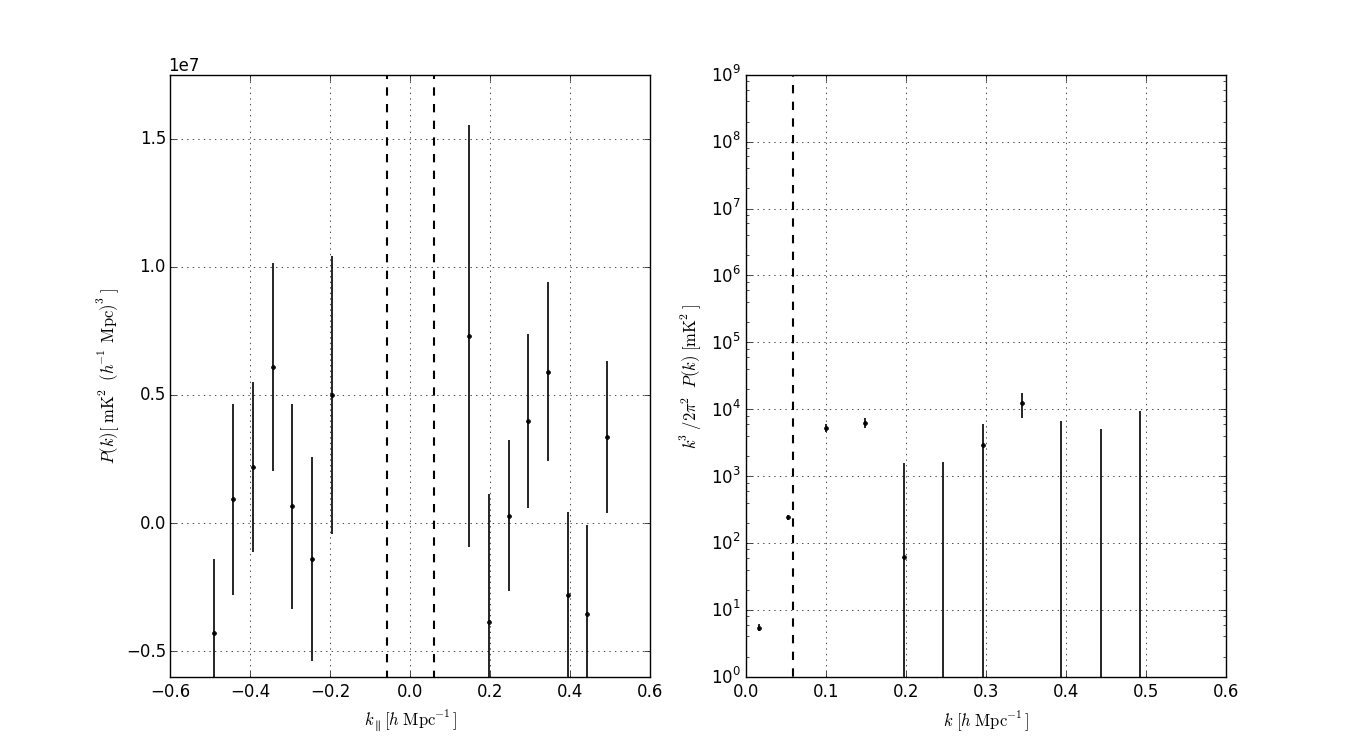 1e7
1.5
1.0
0.5
0.0
−0.5
−0.6 −0.4 −0.2 0.0 0.2 0.4 0.6
k∥ [h Mpc⁻¹]
P(k)[ mK² (h⁻¹ Mpc)³ ]
10⁹
10⁸
10⁷
10⁶
10⁵
10⁴
10³
10²
10¹
10⁰
0.0 0.1 0.2 0.3 0.4 0.5 0.6
k [h Mpc⁻¹]
k³ /2π² P(k) [mK² ]